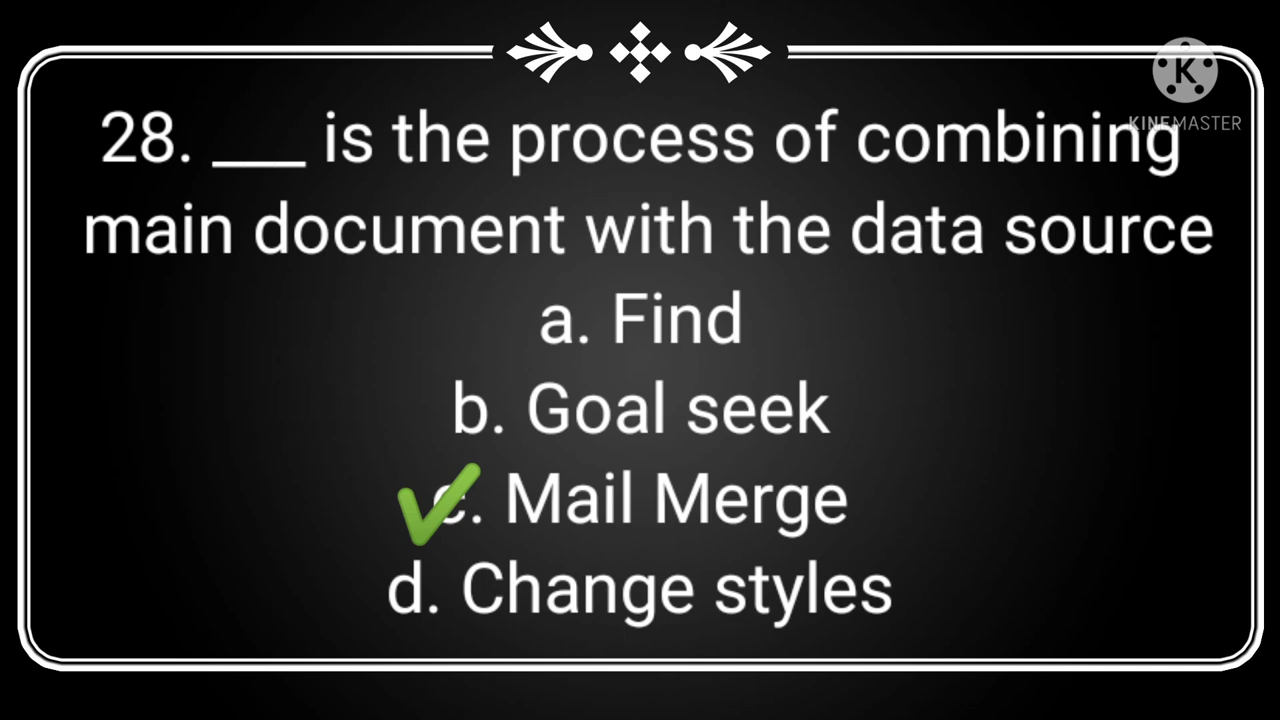 28. ___ is the process of combining
main document with the data source
a. Find
b. Goal seek
c. Mail Merge
d. Change styles
K
KINEMASTER